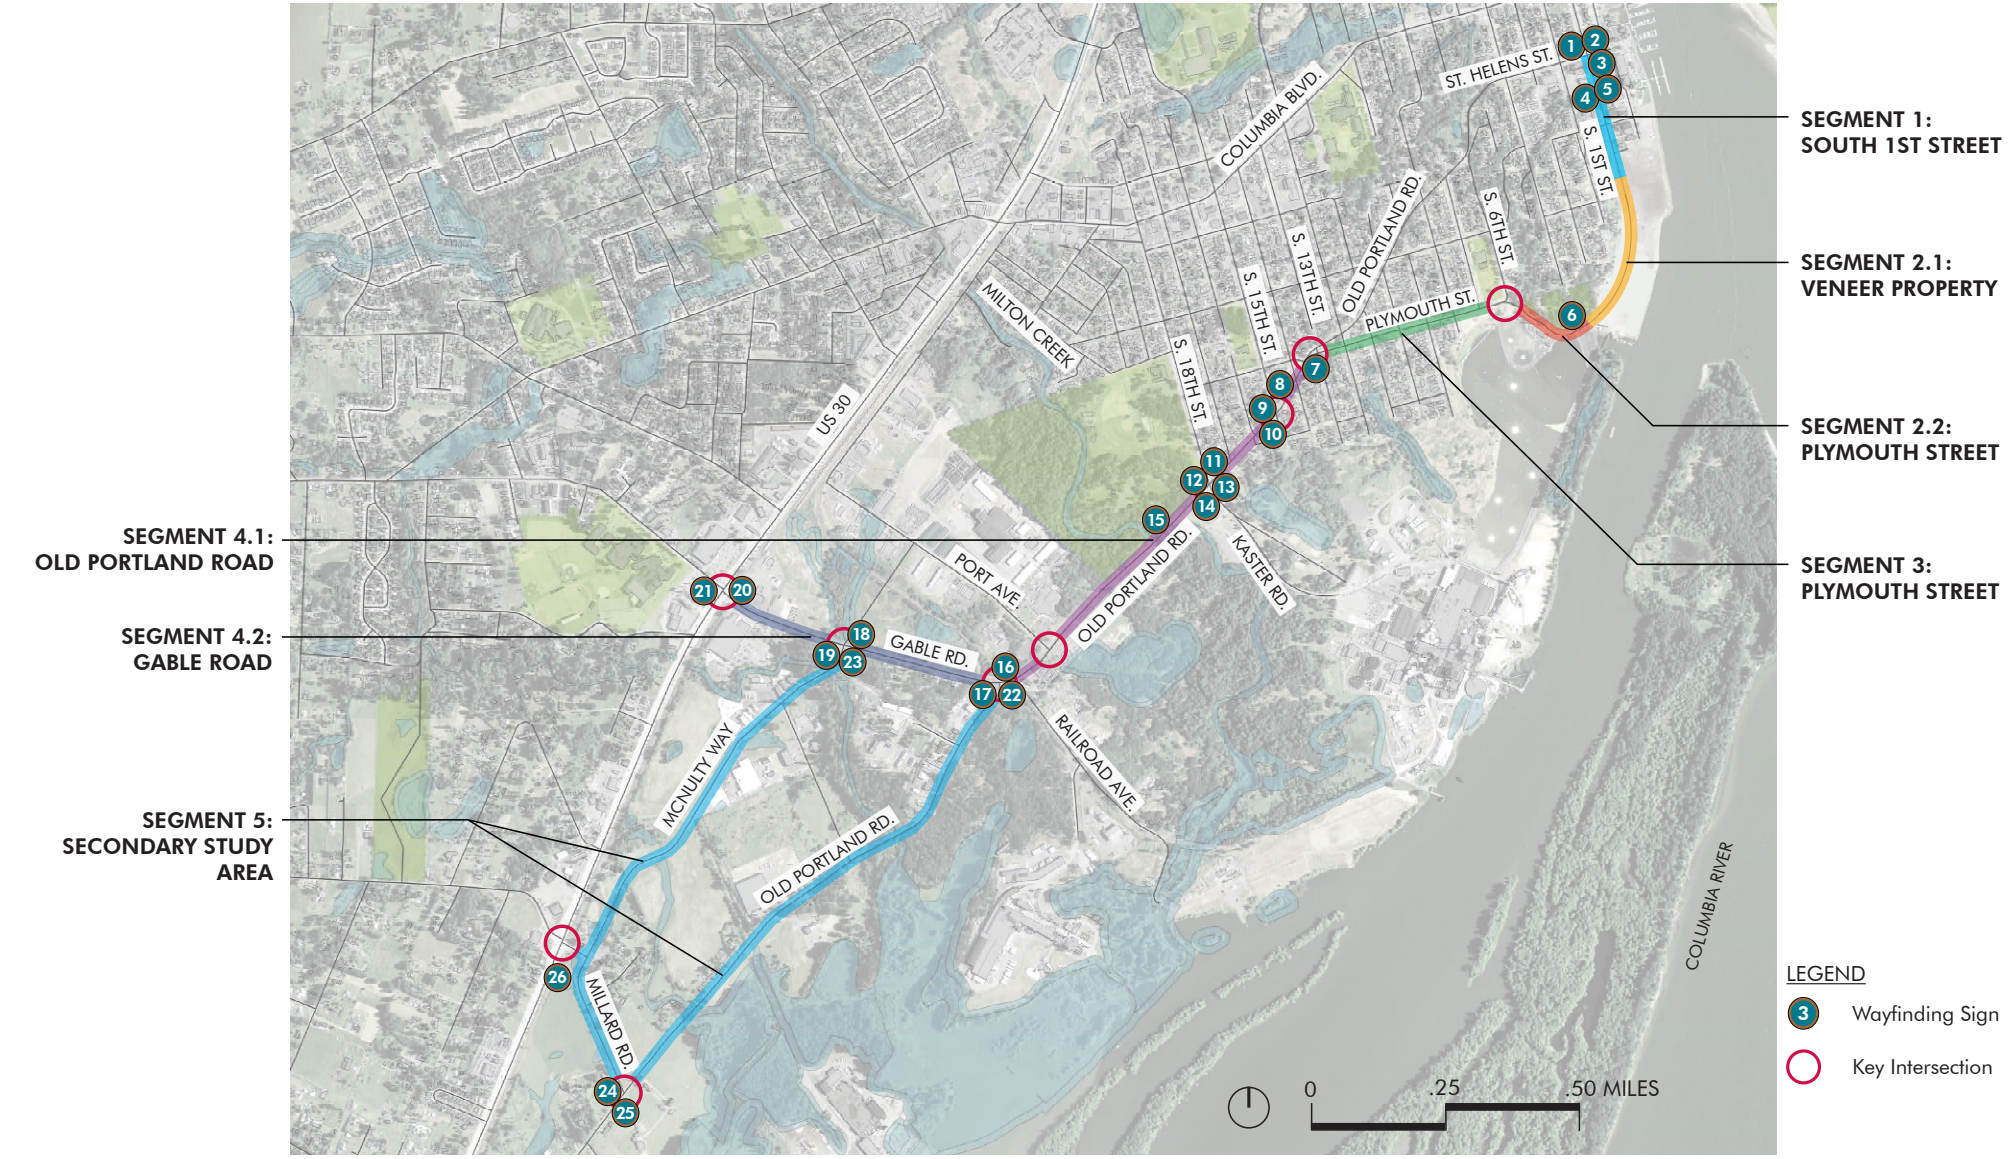 1
2
ST. HELENS ST.
3
5
4
SEGMENT 1:
SOUTH 1ST STREET
COLUMBIA BLVD.
S. 1ST ST.
OLD PORTLAND RD.
S. 6TH ST.
SEGMENT 2.1:
VENEER PROPERTY
S. 13TH ST.
S. 15TH ST.
MILTON CREEK
PLYMOUTH ST.
6
7
S. 18TH ST.
8
9
10
SEGMENT 2.2:
PLYMOUTH STREET
US 30
11
12
13
14
15
SEGMENT 4.1:
OLD PORTLAND ROAD
KASTER RD.
SEGMENT 3:
PLYMOUTH STREET
PORT AVE.
OLD PORTLAND RD.
21
20
SEGMENT 4.2:
GABLE ROAD
18
19
23
GABLE RD.
16
17
22
RAILROAD AVE.
MCNULTY WAY
SEGMENT 5:
SECONDARY STUDY
AREA
OLD PORTLAND RD.
COLUMBIA RIVER
26
MILLARD RD.
24
25
LEGEND
3 Wayfinding Sign
Key Intersection
0 .25 .50 MILES